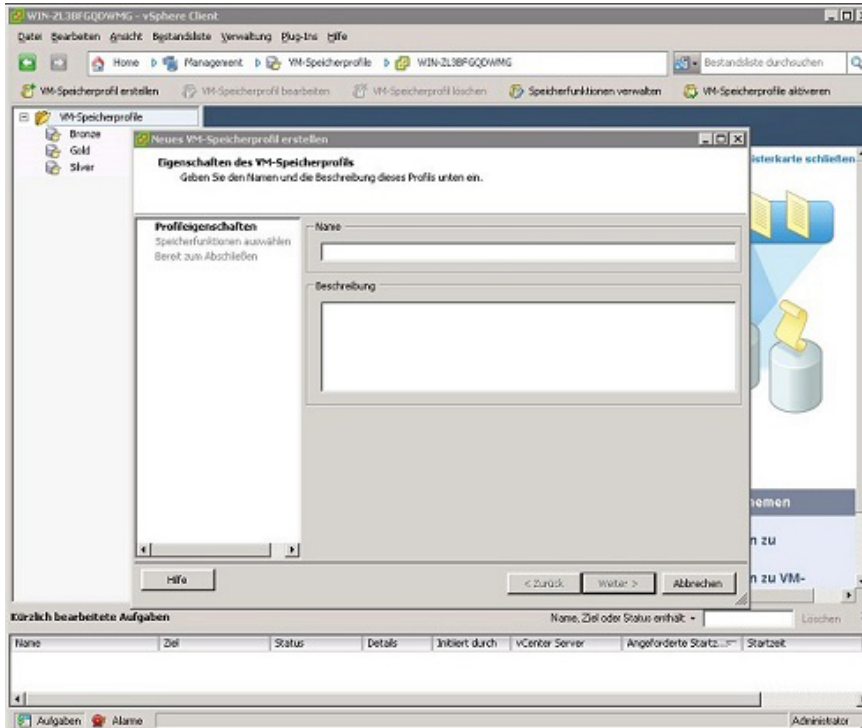 WIN-ZL3BFGQDWMG - vSphere Client
Datei Bearbeiten Ansicht Bestandsliste Verwaltung Plug-Ins Hilfe
Home Management VM-Speicherprofile WIN-ZL3BFGQDWMG Bestandsliste durchsuchen
VM-Speicherprofil erstellen VM-Speicherprofil bearbeiten VM-Speicherprofil löschen Speicherfunktionen verwalten VM-Speicherprofile aktivieren
VM-Speicherprofile
Bronze
Gold
Silver
isterkarte schließen
Neues VM-Speicherprofil erstellen
Eigenschaften des VM-Speicherprofils
Geben Sie den Namen und die Beschreibung dieses Profils unten ein.
Profileigenschaften
Speicherfunktionen auswählen
Bereit zum Abschließen
Name
Beschreibung
Hilfe < Zurück Weiter > Abbrechen
hemen
n zu
n zu VM-
Kürzlich bearbeitete Aufgaben Name, Ziel oder Status enthält Löschen
Name Ziel Status Details Initiiert durch vCenter Server Angeforderte Startz... Startzeit
Aufgaben Alarme Administrator